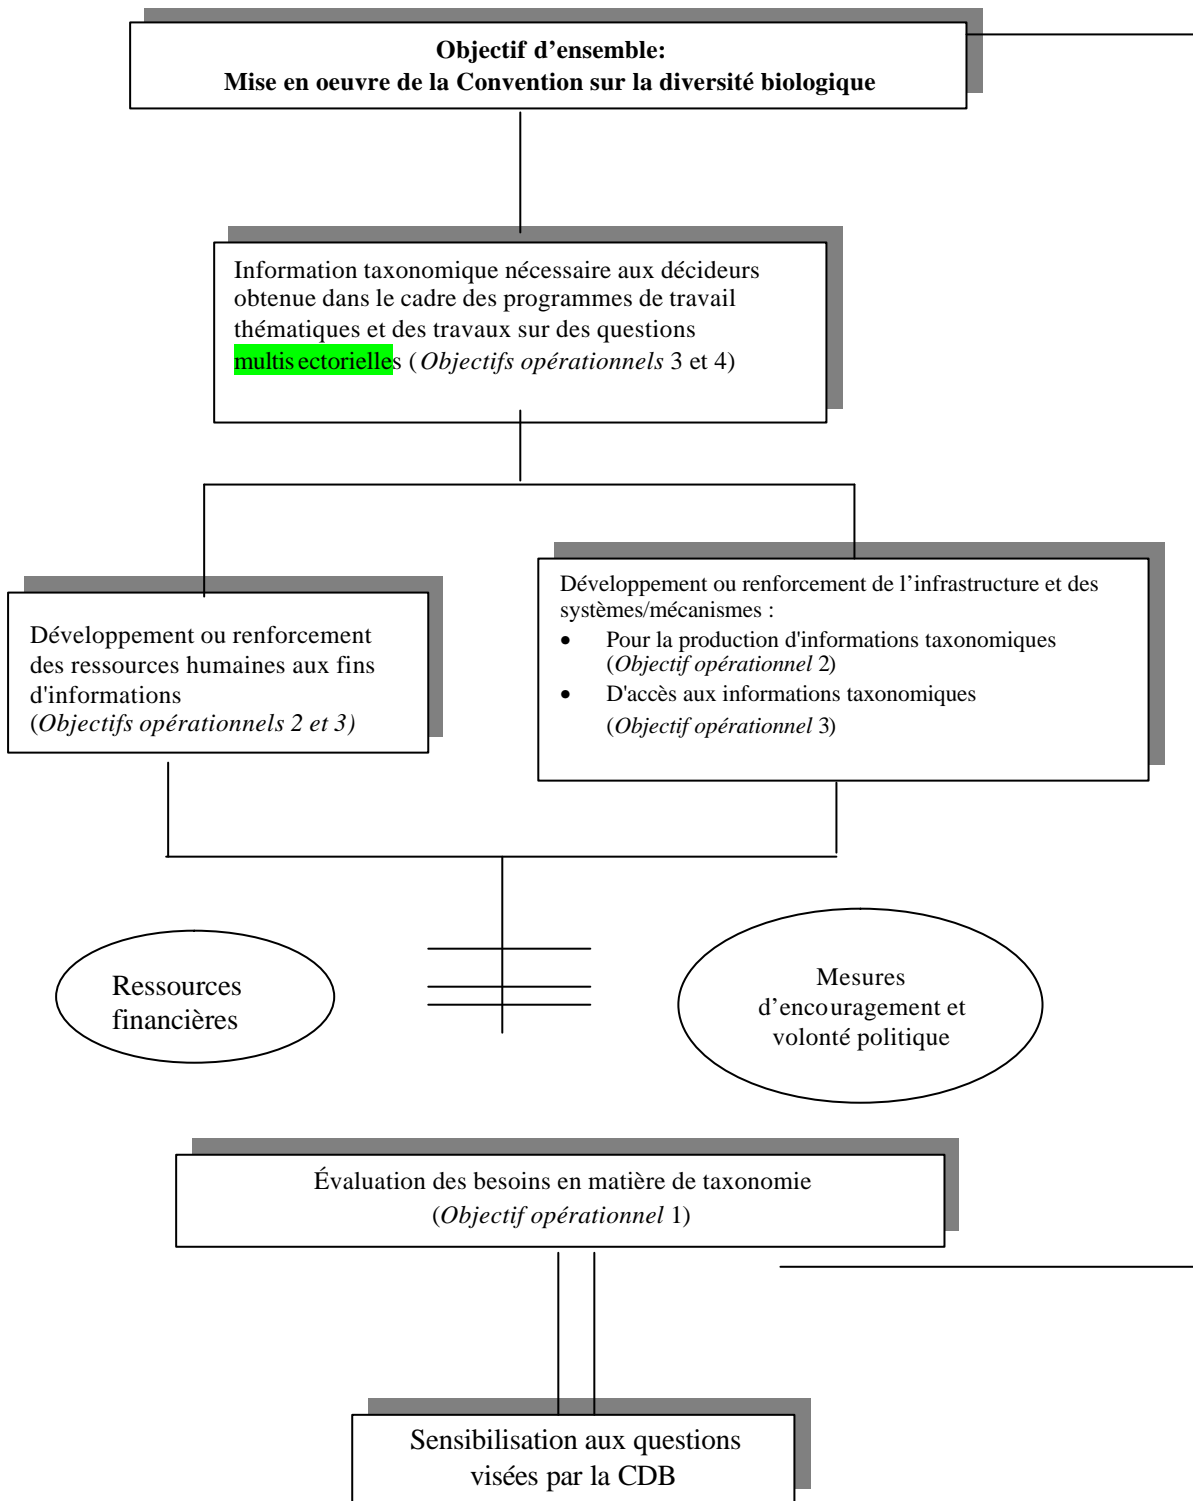 Objectif d’ensemble:
Mise en oeuvre de la Convention sur la diversité biologique
Information taxonomique nécessaire aux décideurs
obtenue dans le cadre des programmes de travail
thématiques et des travaux sur des questions
multis ectorielles (Objectifs opérationnels 3 et 4)
Développement ou renforcement
des ressources humaines aux fins
d'informations
(Objectifs opérationnels 2 et 3)
Développement ou renforcement de l’infrastructure et des
systèmes/mécanismes :
• Pour la production d'informations taxonomiques
(Objectif opérationnel 2)
• D'accès aux informations taxonomiques
(Objectif opérationnel 3)
Ressources
financières
Mesures
d’encouragement et
volonté politique
Évaluation des besoins en matière de taxonomie
(Objectif opérationnel 1)
Sensibilisation aux questions
visées par la CDB